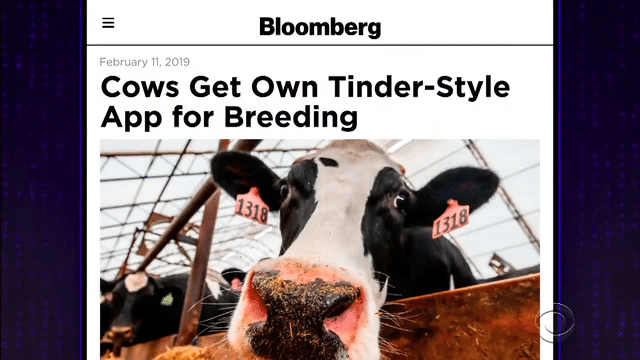 Bloomberg
February 11, 2019
Cows Get Own Tinder-Style
App for Breeding
1318
1318